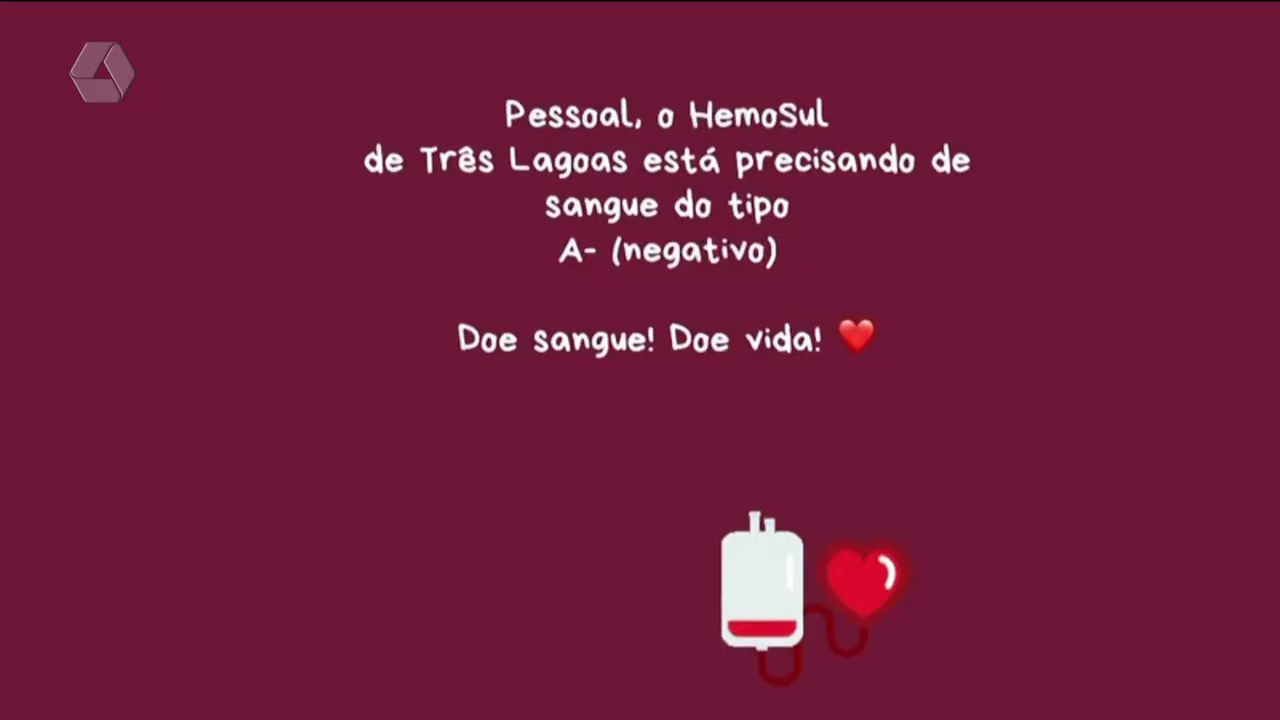 Pessoal, o HemoSul
de Três Lagoas está precisando de
sangue do tipo
A- (negativo)
Doe sangue! Doe vida! ❤️